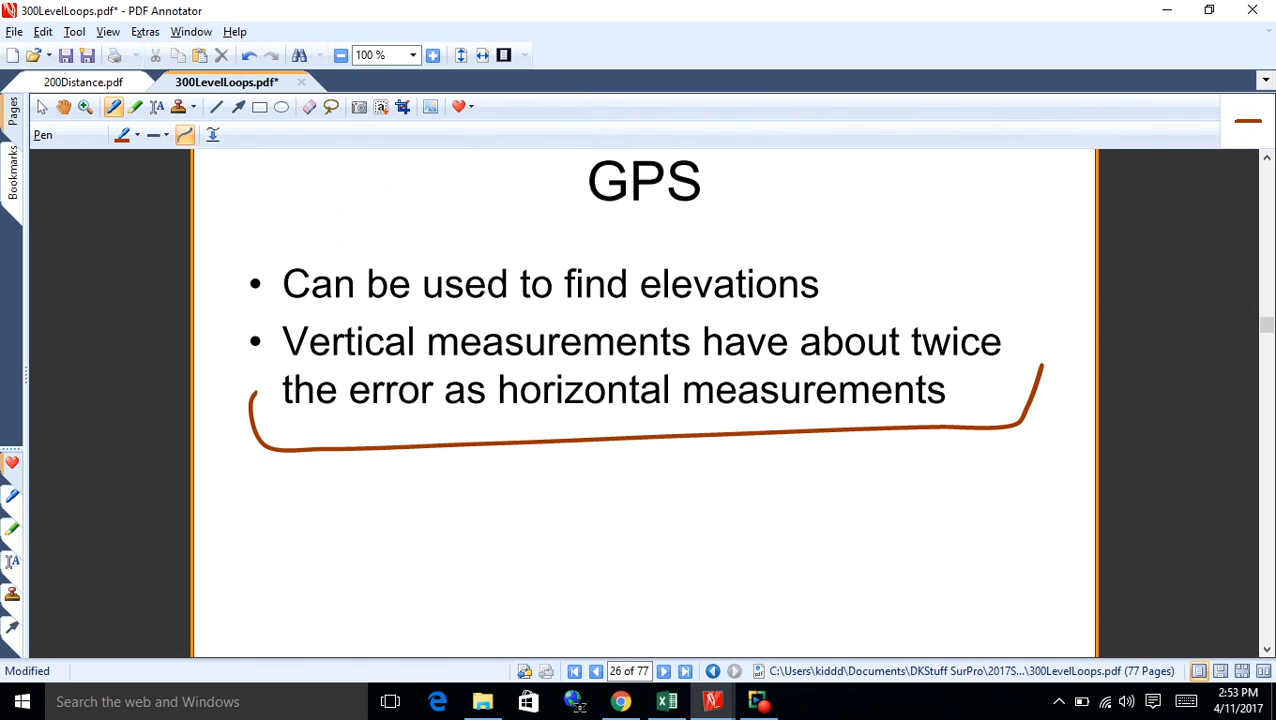 300LevelLoops.pdf* - PDF Annotator
File Edit Tool View Extras Window Help
100 %
200Distance.pdf 300LevelLoops.pdf*
Pages
Bookmarks
Pen
GPS
• Can be used to find elevations
• Vertical measurements have about twice
the error as horizontal measurements
Modified
26 of 77
C:\Users\kiddd\Documents\DKStuff SurPro\2017S...\300LevelLoops.pdf (77 Pages)
Search the web and Windows
2:53 PM
4/11/2017